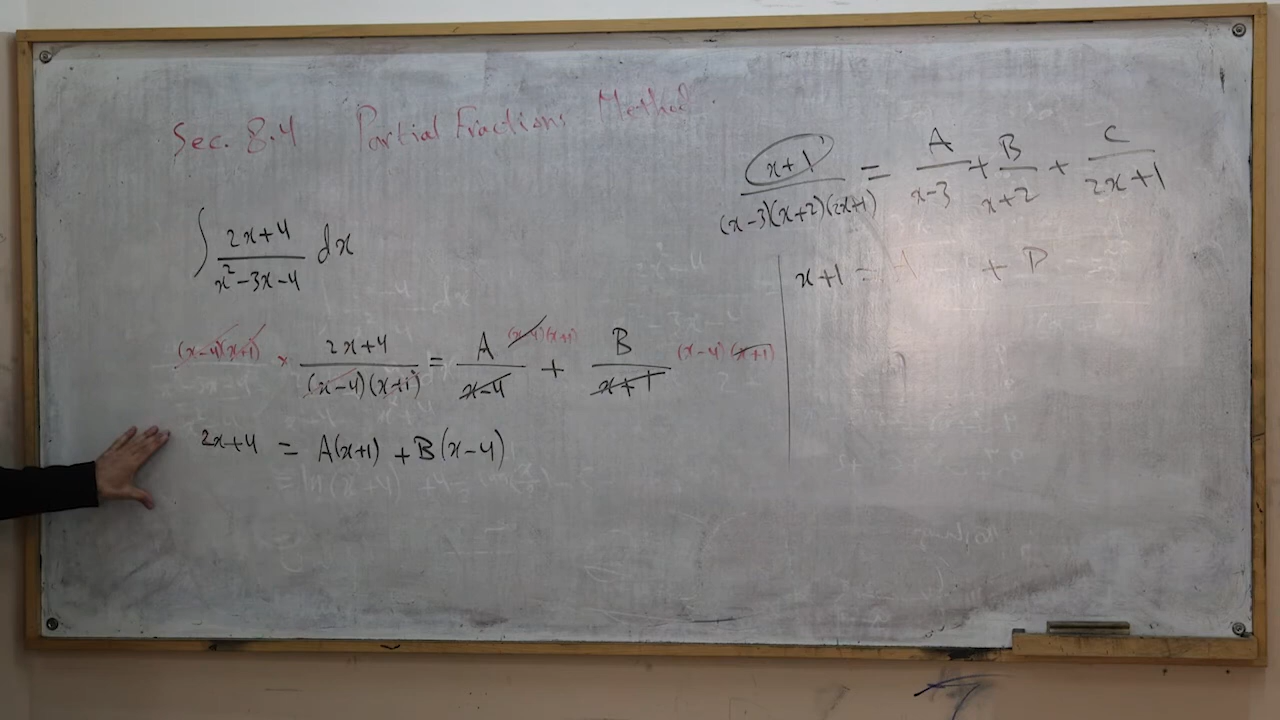 Sec. 8.4 Partial Fractions Method
∫ (2x+4)/(x²-3x-4) dx
(x-4)(x+1) × (2x+4)/((x-4)(x+1)) = A/(x-4) (x-4)(x+1) + B/(x+1) (x-4)(x+1)
2x+4 = A(x+1) + B(x-4)
(x+1)/((x-3)(x+2)(2x+1)) = A/(x-3) + B/(x+2) + C/(2x+1)
x+1 = A + B